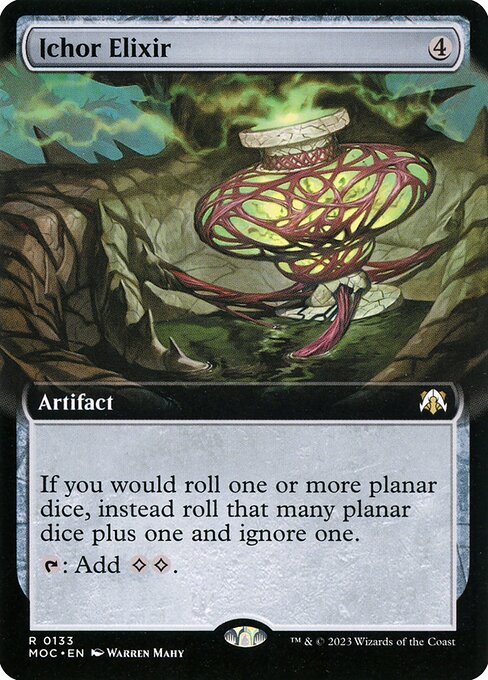 Ichor Elixir 4
Artifact
If you would roll one or more planar
dice, instead roll that many planar
dice plus one and ignore one.
: Add .
R 0133
MOC • EN Warren Mahy
™ & © 2023 Wizards of the Coast